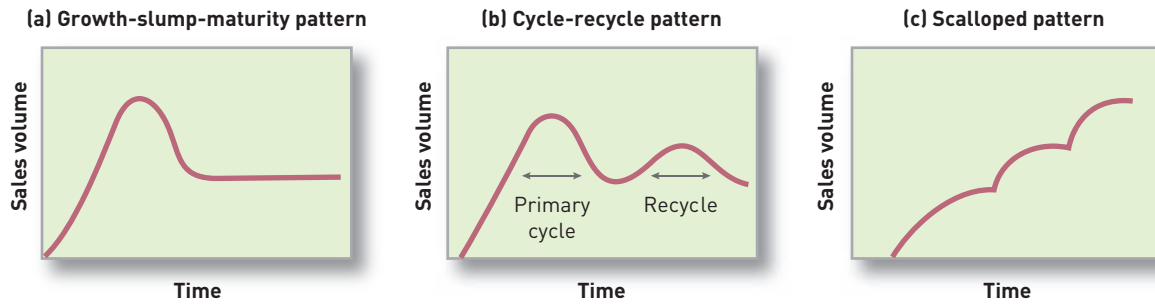 (a) Growth-slump-maturity pattern
Sales volume
Time
(b) Cycle-recycle pattern
Sales volume
Primary
cycle
Recycle
Time
(c) Scalloped pattern
Sales volume
Time